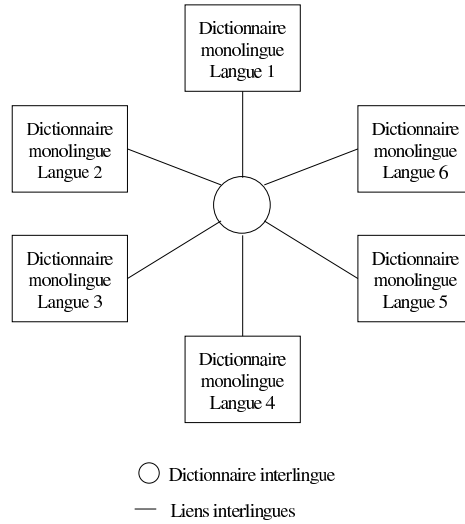 Dictionnaire
monolingue
Langue 1
Dictionnaire
monolingue
Langue 2
Dictionnaire
monolingue
Langue 6
Dictionnaire
monolingue
Langue 3
Dictionnaire
monolingue
Langue 5
Dictionnaire
monolingue
Langue 4
Dictionnaire interlingue
Liens interlingues